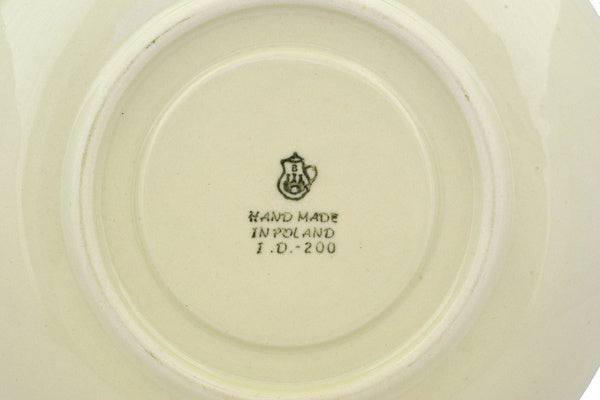 B
HAND MADE
IN POLAND
I.D.-200